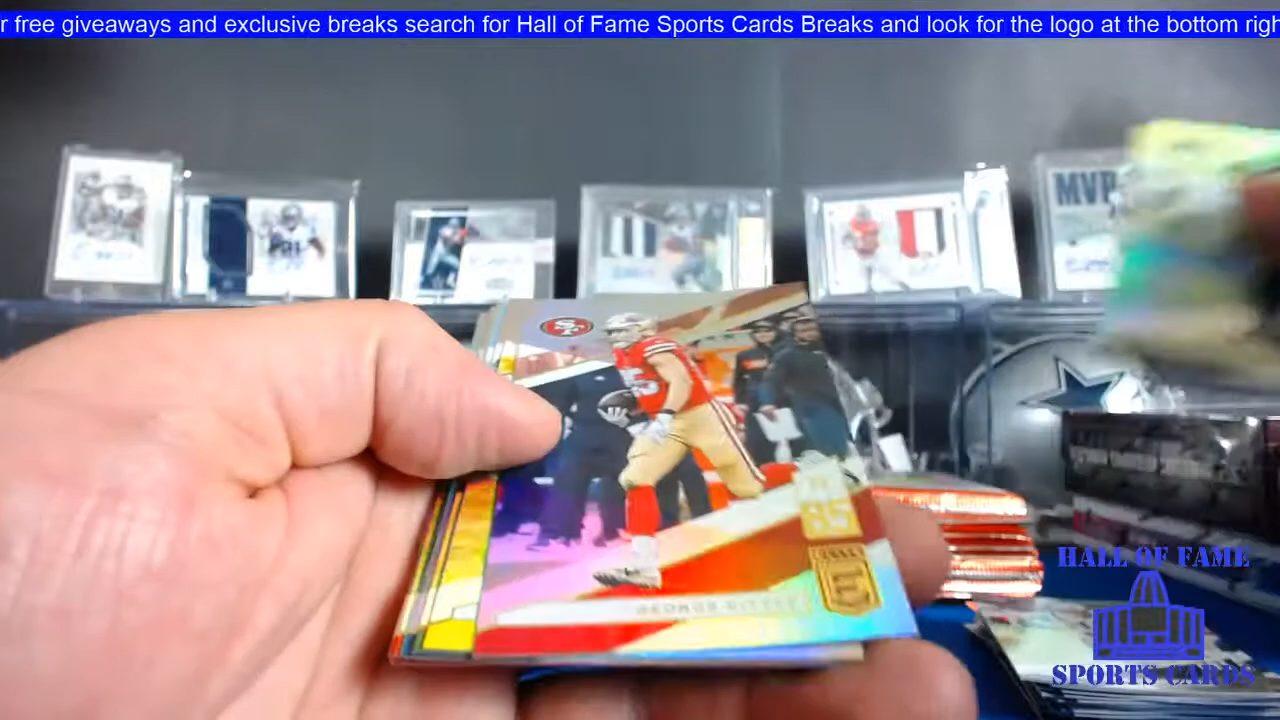 r free giveaways and exclusive breaks search for Hall of Fame Sports Cards Breaks and look for the logo at the bottom righ
MVP
85
GEORGE KITTLE
HALL OF FAME
SPORTS CARDS